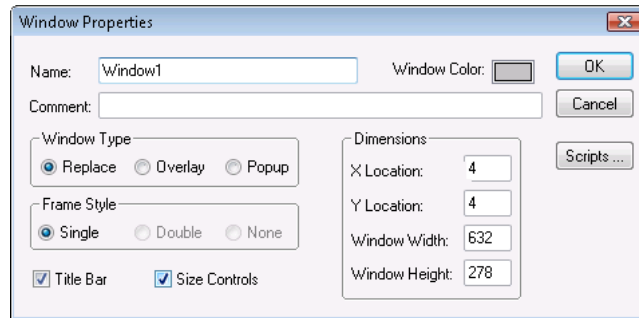 Window Properties
Name: Window1 Window Color: OK
Comment: Cancel
Window Type Dimensions Scripts ...
Replace Overlay Popup X Location: 4
Frame Style Y Location: 4
Single Double None Window Width: 632
Title Bar Size Controls Window Height: 278